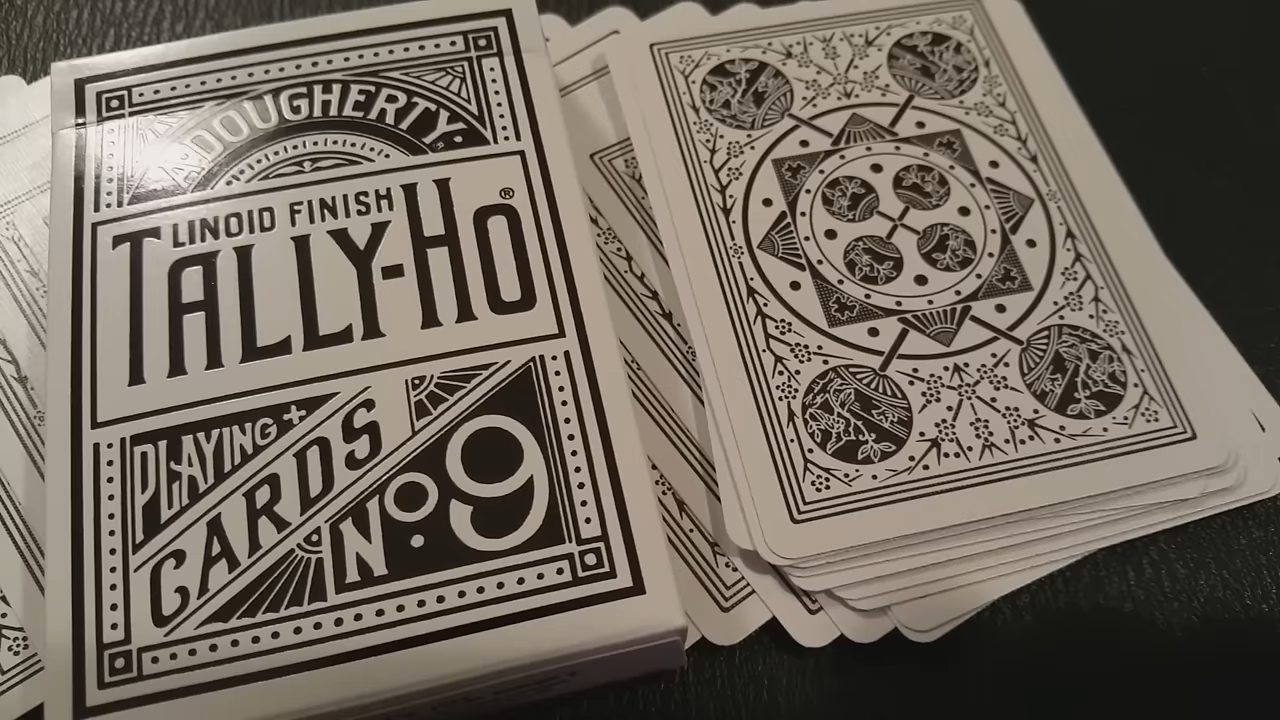 A. DOUGHERTY
LINOID FINISH
TALLY-HO®
PLAYING
CARDS
Nº 9